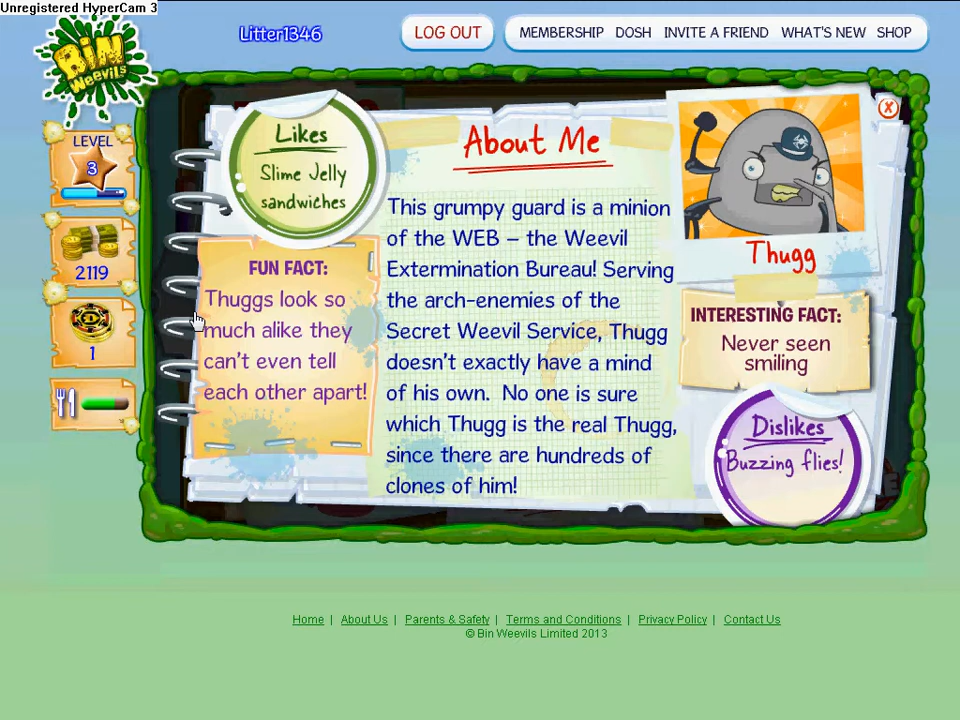 Unregistered HyperCam 3
BiN
Weevils
Litter1346
LOG OUT
MEMBERSHIP DOSH INVITE A FRIEND WHAT'S NEW SHOP
LEVEL
3
2119
1
Likes
Slime Jelly
sandwiches
FUN FACT:
Thuggs look so
much alike they
can't even tell
each other apart!
About Me
This grumpy guard is a minion
of the WEB – the Weevil
Extermination Bureau! Serving
the arch-enemies of the
Secret Weevil Service, Thugg
doesn't exactly have a mind
of his own. No one is sure
which Thugg is the real Thugg,
since there are hundreds of
clones of him!
Thugg
INTERESTING FACT:
Never seen
smiling
Dislikes
Buzzing flies!
Home | About Us | Parents & Safety | Terms and Conditions | Privacy Policy | Contact Us
© Bin Weevils Limited 2013